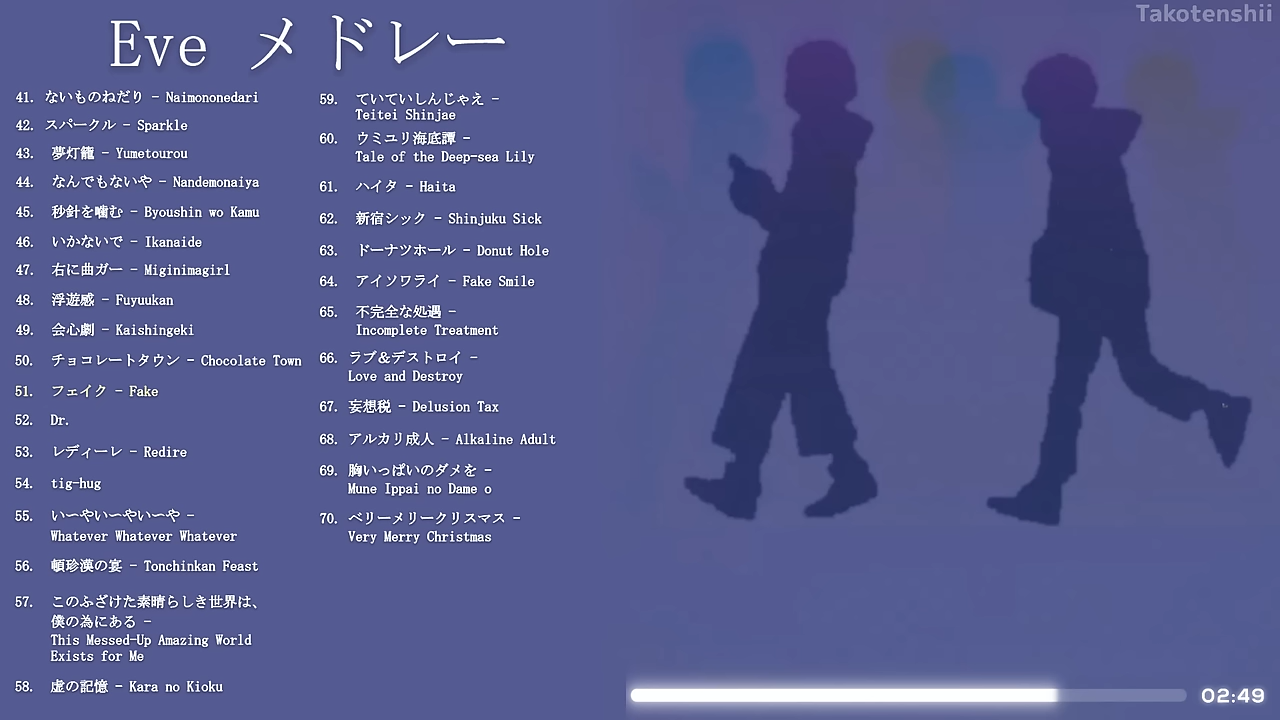 Takotenshii
Eve メドレー
41. ないものねだり - Naimononedari
42. スパークル - Sparkle
43. 夢灯籠 - Yumetourou
44. なんでもないや - Nandemonaiya
45. 秒針を噛む - Byoushin wo Kamu
46. いかないで - Ikanaide
47. 右に曲ガー - Miginimagirl
48. 浮遊感 - Fuyuukan
49. 会心劇 - Kaishingeki
50. チョコレートタウン - Chocolate Town
51. フェイク - Fake
52. Dr.
53. レディーレ - Redire
54. tig-hug
55. いーやいーやいーや -
Whatever Whatever Whatever
56. 頓珍漢の宴 - Tonchinkan Feast
57. このふざけた素晴らしき世界は、
僕の為にある -
This Messed-Up Amazing World
Exists for Me
58. 虚の記憶 - Kara no Kioku
59. ていていしんじゃえ -
Teitei Shinjae
60. ウミユリ海底譚 -
Tale of the Deep-sea Lily
61. ハイタ - Haita
62. 新宿シック - Shinjuku Sick
63. ドーナツホール - Donut Hole
64. アイソワライ - Fake Smile
65. 不完全な処遇 -
Incomplete Treatment
66. ラブ&デストロイ -
Love and Destroy
67. 妄想税 - Delusion Tax
68. アルカリ成人 - Alkaline Adult
69. 胸いっぱいのダメを -
Mune Ippai no Dame o
70. ベリーメリークリスマス -
Very Merry Christmas
02:49